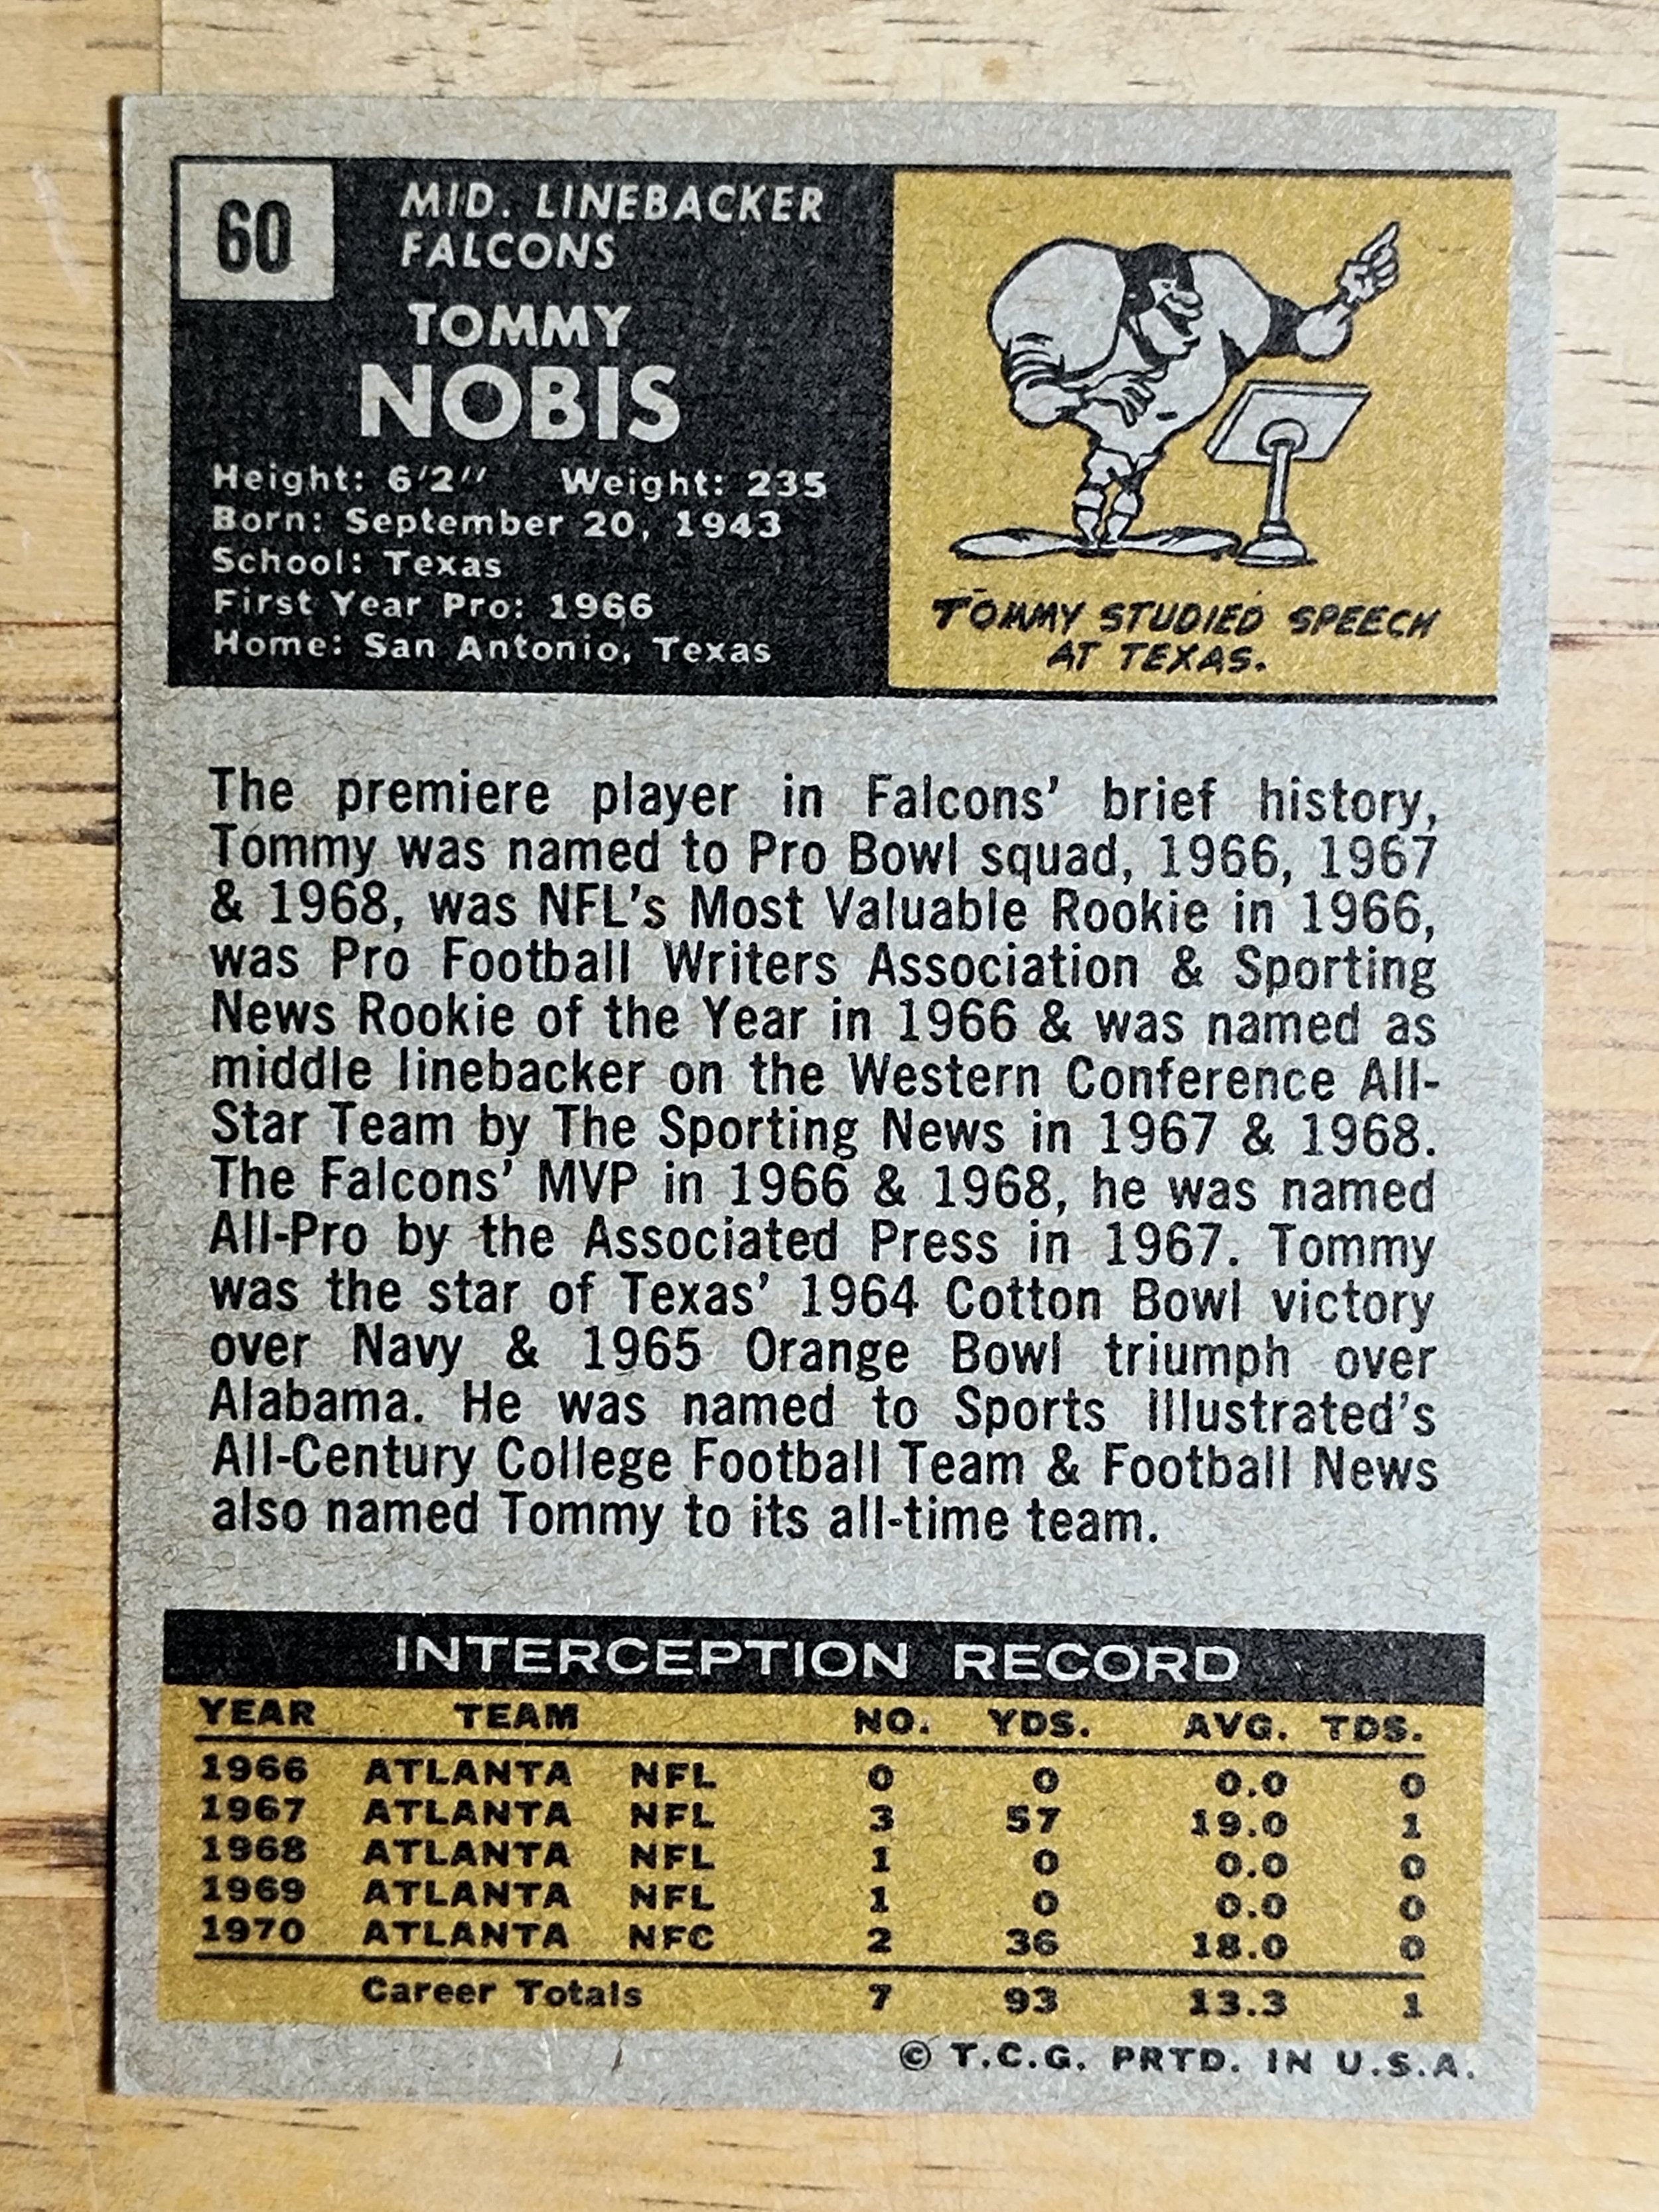 60
MID. LINEBACKER
FALCONS
TOMMY
NOBIS
Height: 6'2'' Weight: 235
Born: September 20, 1943
School: Texas
First Year Pro: 1966
Home: San Antonio, Texas
TOMMY STUDIED SPEECH
AT TEXAS.
The premiere player in Falcons' brief history,
Tommy was named to Pro Bowl squad, 1966, 1967
& 1968, was NFL's Most Valuable Rookie in 1966,
was Pro Football Writers Association & Sporting
News Rookie of the Year in 1966 & was named as
middle linebacker on the Western Conference All-
Star Team by The Sporting News in 1967 & 1968.
The Falcons' MVP in 1966 & 1968, he was named
All-Pro by the Associated Press in 1967. Tommy
was the star of Texas' 1964 Cotton Bowl victory
over Navy & 1965 Orange Bowl triumph over
Alabama. He was named to Sports Illustrated's
All-Century College Football Team & Football News
also named Tommy to its all-time team.
INTERCEPTION RECORD
YEAR TEAM NO. YDS. AVG. TDS.
1966 ATLANTA NFL 0 0 0.0 0
1967 ATLANTA NFL 3 57 19.0 1
1968 ATLANTA NFL 1 0 0.0 0
1969 ATLANTA NFL 1 0 0.0 0
1970 ATLANTA NFC 2 36 18.0 0
Career Totals 7 93 13.3 1
© T.C.G. PRTD. IN U.S.A.